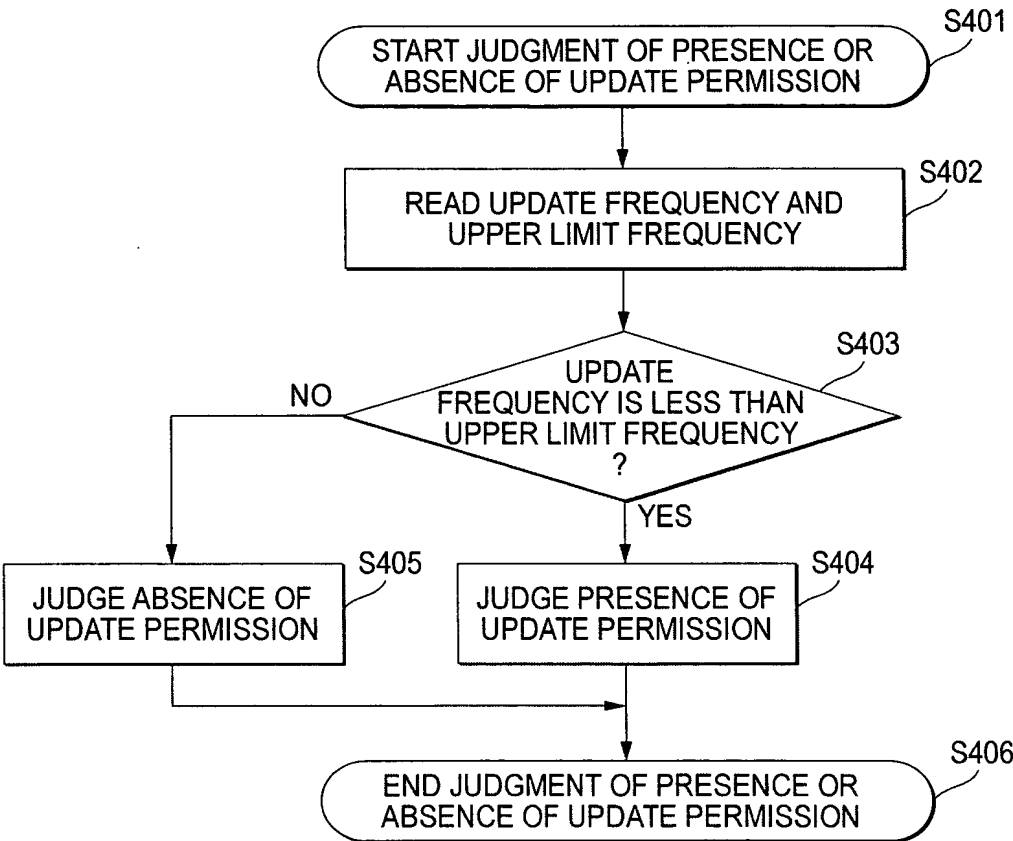 S401
START JUDGMENT OF PRESENCE OR
ABSENCE OF UPDATE PERMISSION
S402
READ UPDATE FREQUENCY AND
UPPER LIMIT FREQUENCY
S403
UPDATE
FREQUENCY IS LESS THAN
UPPER LIMIT FREQUENCY
?
NO
YES
S405
JUDGE ABSENCE OF
UPDATE PERMISSION
S404
JUDGE PRESENCE OF
UPDATE PERMISSION
S406
END JUDGMENT OF PRESENCE OR
ABSENCE OF UPDATE PERMISSION